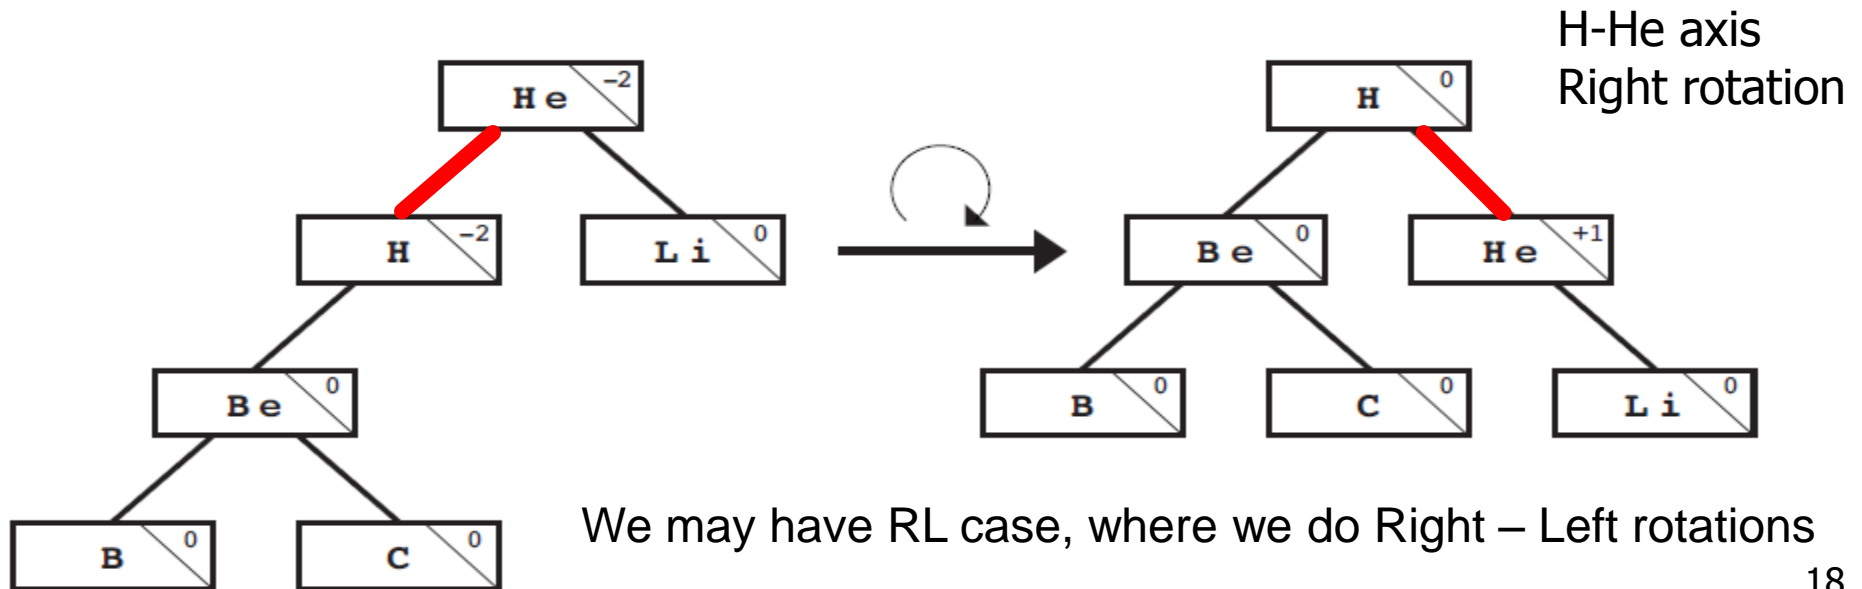 H-He axis
Right rotation
He -2
H 0
H -2
Li 0
Be 0
He +1
Be 0
B 0
C 0
Li 0
B 0
C 0
We may have RL case, where we do Right – Left rotations
18